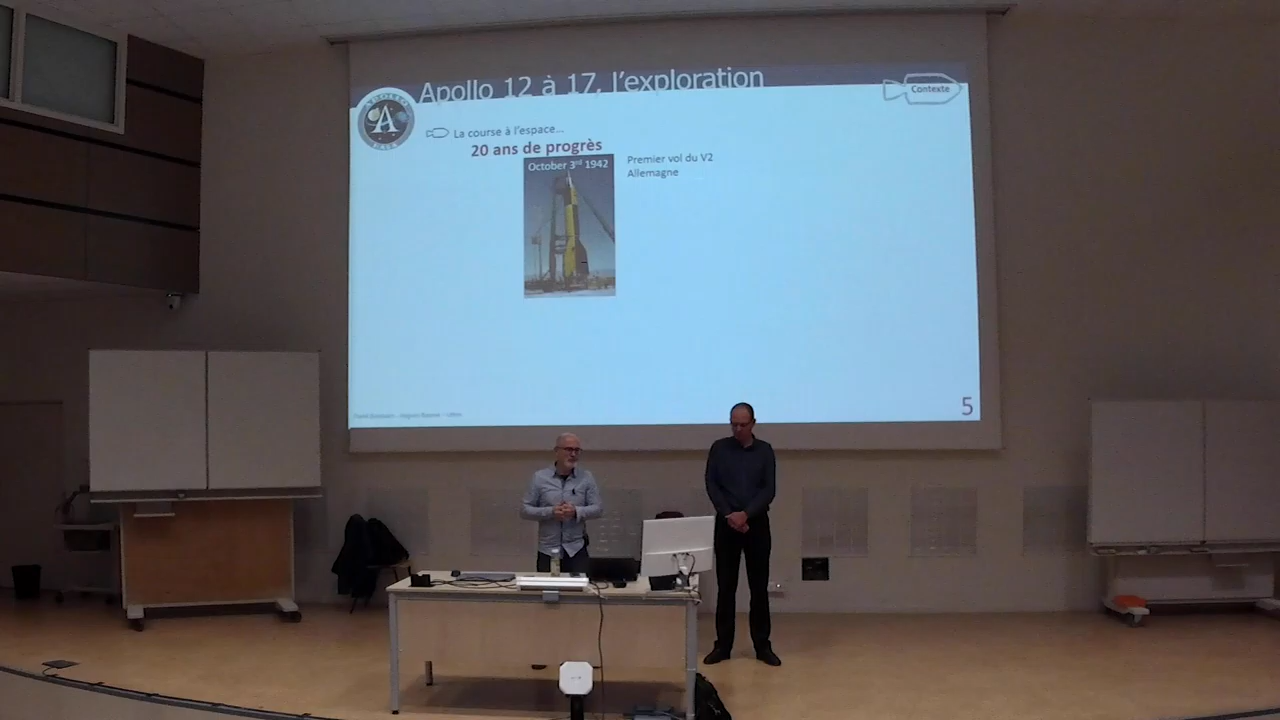 Apollo 12 à 17, l'exploration
Contexte
APOLLO
A
La course à l'espace...
20 ans de progrès
October 3rd 1942
Premier vol du V2
Allemagne
5